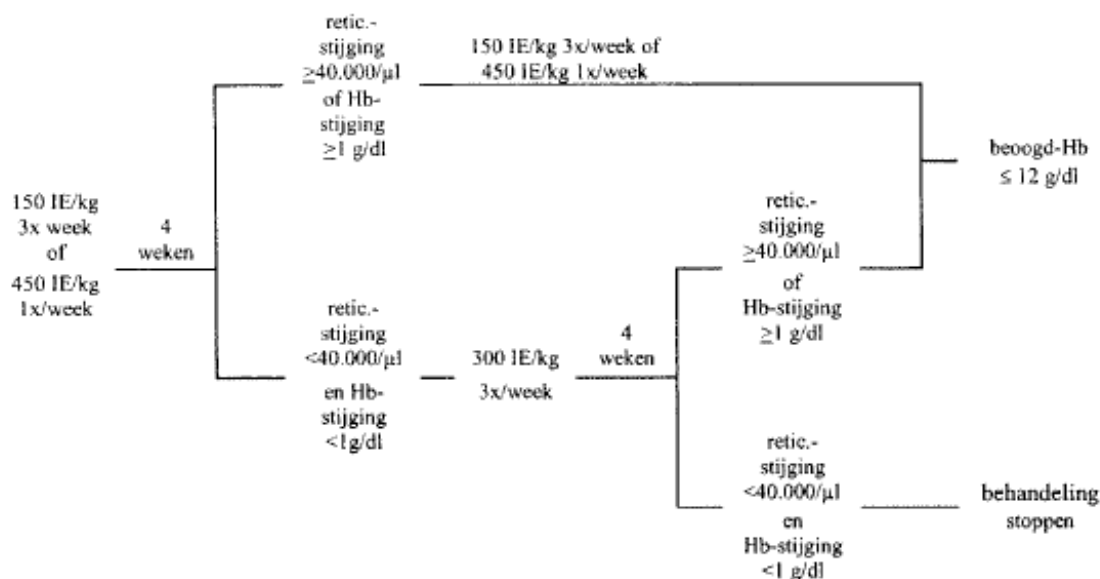 150 IE/kg
3x week
of
450 IE/kg
1x/week
4
weken
retic.-
stijging
≥40.000/µl
of Hb-
stijging
≥1 g/dl
150 IE/kg 3x/week of
450 IE/kg 1x/week
retic.-
stijging
<40.000/µl
en Hb-
stijging
<1g/dl
300 IE/kg
3x/week
4
weken
retic.-
stijging
≥40.000/µl
of
Hb-stijging
≥1 g/dl
retic.-
stijging
<40.000/µl
en
Hb-stijging
<1 g/dl
beoogd-Hb
≤ 12 g/dl
behandeling
stoppen